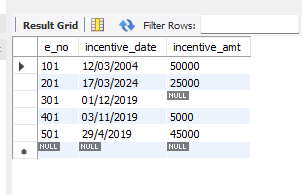 Result Grid Filter Rows:
e_no incentive_date incentive_amt
101 12/03/2004 50000
201 17/03/2024 25000
301 01/12/2019 NULL
401 03/11/2019 5000
501 29/4/2019 45000
NULL NULL NULL